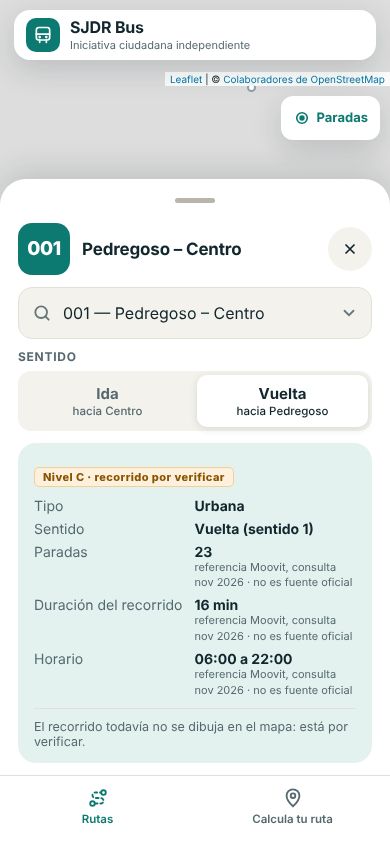 SJDR Bus
Iniciativa ciudadana independiente
Leaflet | © Colaboradores de OpenStreetMap
Paradas
001
Pedregoso – Centro
001 — Pedregoso – Centro
SENTIDO
Ida
hacia Centro
Vuelta
hacia Pedregoso
Nivel C · recorrido por verificar
Tipo
Urbana
Sentido
Vuelta (sentido 1)
Paradas
23
referencia Moovit, consulta
nov 2026 · no es fuente oficial
Duración del recorrido
16 min
referencia Moovit, consulta
nov 2026 · no es fuente oficial
Horario
06:00 a 22:00
referencia Moovit, consulta
nov 2026 · no es fuente oficial
El recorrido todavía no se dibuja en el mapa: está por
verificar.
Rutas
Calcula tu ruta